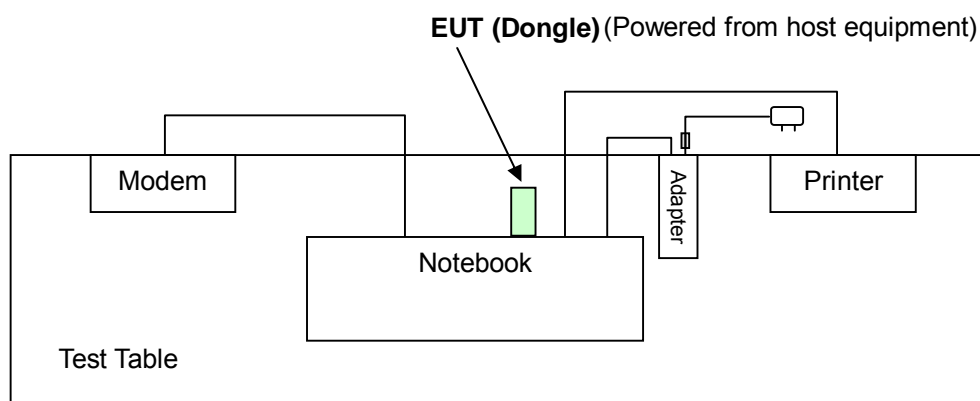 EUT (Dongle) (Powered from host equipment)
Modem
Adapter
Printer
Notebook
Test Table